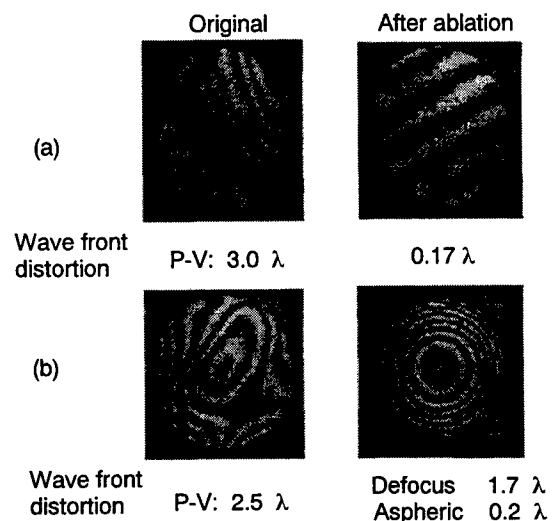 Original After ablation
(a)
Wave front
distortion P-V: 3.0 λ 0.17 λ
(b)
Wave front
distortion P-V: 2.5 λ
Defocus 1.7 λ
Aspheric 0.2 λ